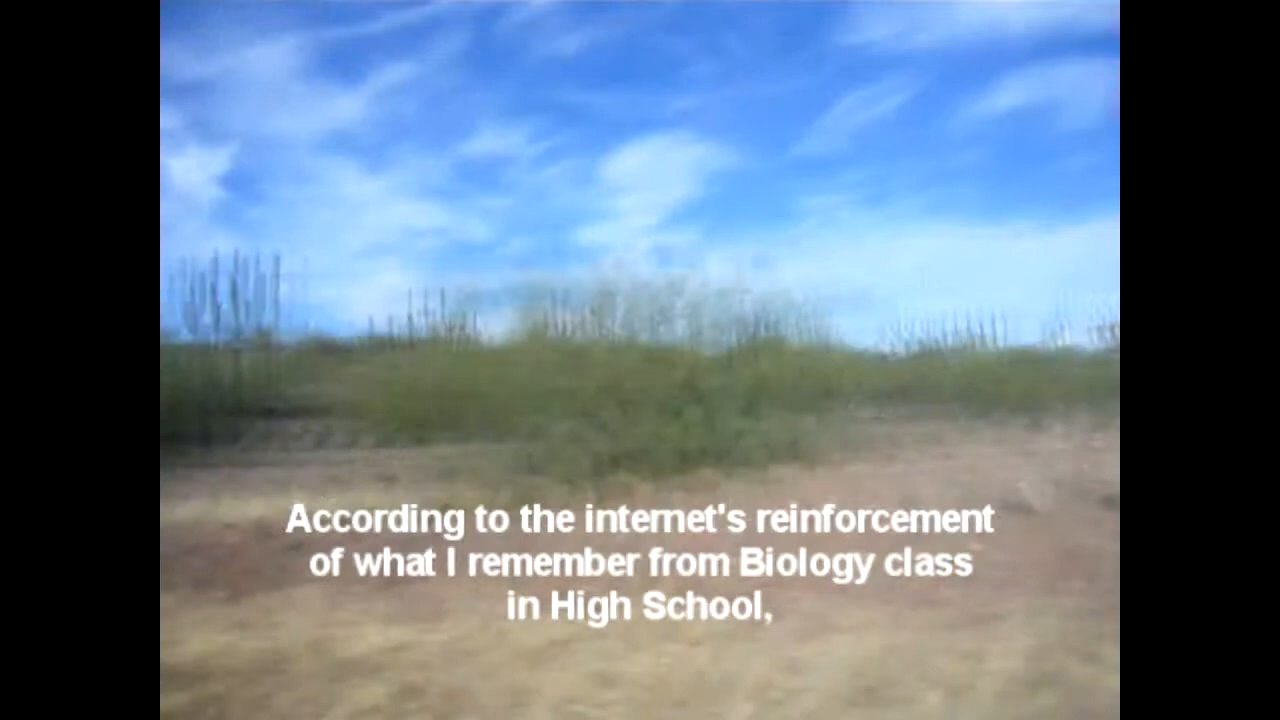 According to the internet's reinforcement
of what I remember from Biology class
in High School,